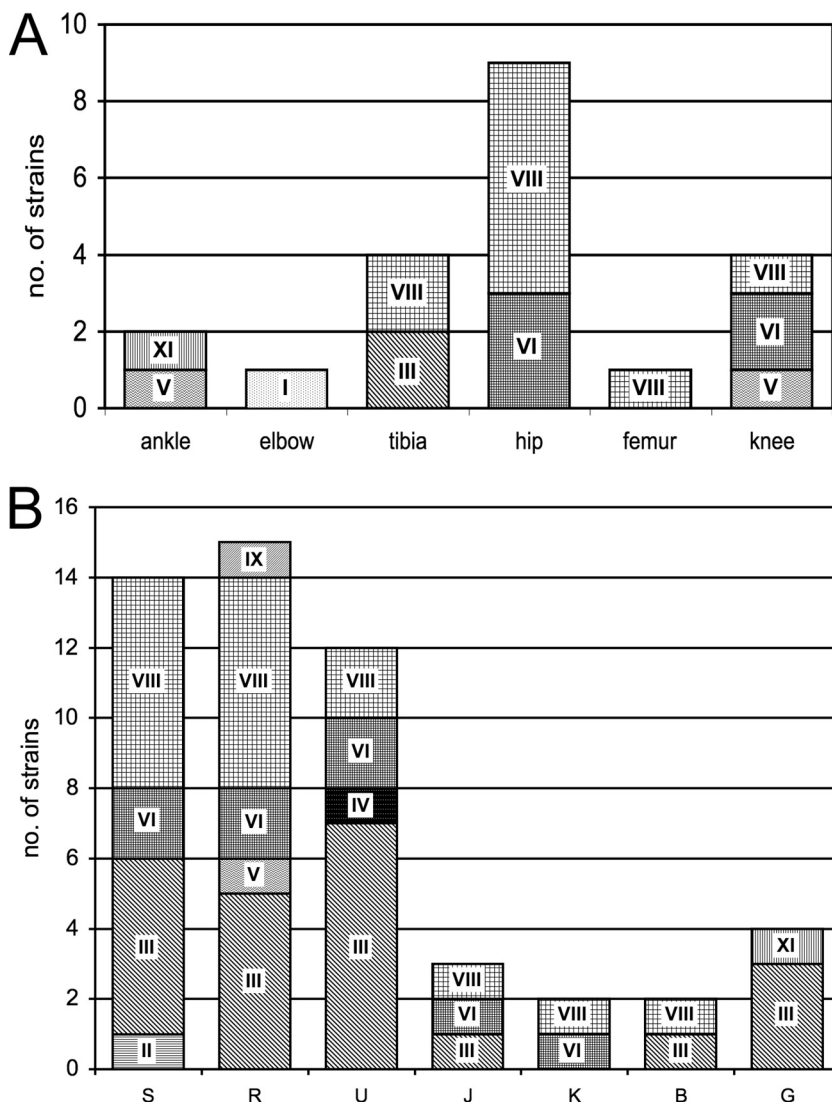 A
no. of strains
10
8
6
4
2
0
VIII
VIII
VIII
XI
VI
VI
V
I
III
VIII
V
ankle elbow tibia hip femur knee
B
no. of strains
16
14
12
10
8
6
4
2
0
IX
VIII
VIII
VIII
VI
VI
VI
IV
V
III
III
III
VIII
XI
VI
VIII
VIII
II
III
VI
III
III
S R U J K B G